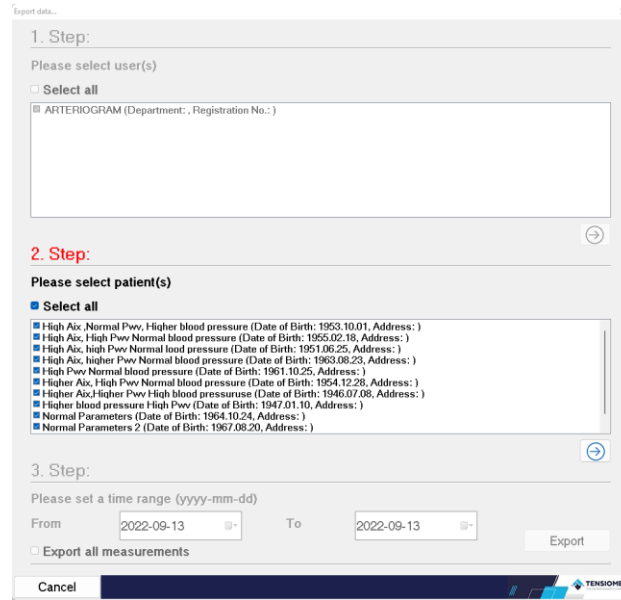 Export data...
1. Step:
Please select user(s)
Select all
ARTERIOGRAM (Department: , Registration No.: )
2. Step:
Please select patient(s)
Select all
High Aix ,Normal Pwv, Higher blood pressure (Date of Birth: 1953.10.01, Address: )
High Aix, High Pwv Normal blood pressure (Date of Birth: 1955.02.18, Address: )
High Aix, high Pwv Normal lood pressure (Date of Birth: 1951.06.25, Address: )
High Aix, higher Pwv Normal blood pressure (Date of Birth: 1963.08.23, Address: )
High Pwv Normal blood pressure (Date of Birth: 1961.10.25, Address: )
Higher Aix, High Pwv Normal blood pressure (Date of Birth: 1954.12.28, Address: )
Higher Aix,Higher Pwv High blood pressuruse (Date of Birth: 1946.07.08, Address: )
Higher blood pressure High Pwv (Date of Birth: 1947.01.10, Address: )
Normal Parameters (Date of Birth: 1964.10.24, Address: )
Normal Parameters 2 (Date of Birth: 1967.08.20, Address: )
3. Step:
Please set a time range (yyyy-mm-dd)
From 2022-09-13 To 2022-09-13
Export all measurements
Export
Cancel
TENSIOME